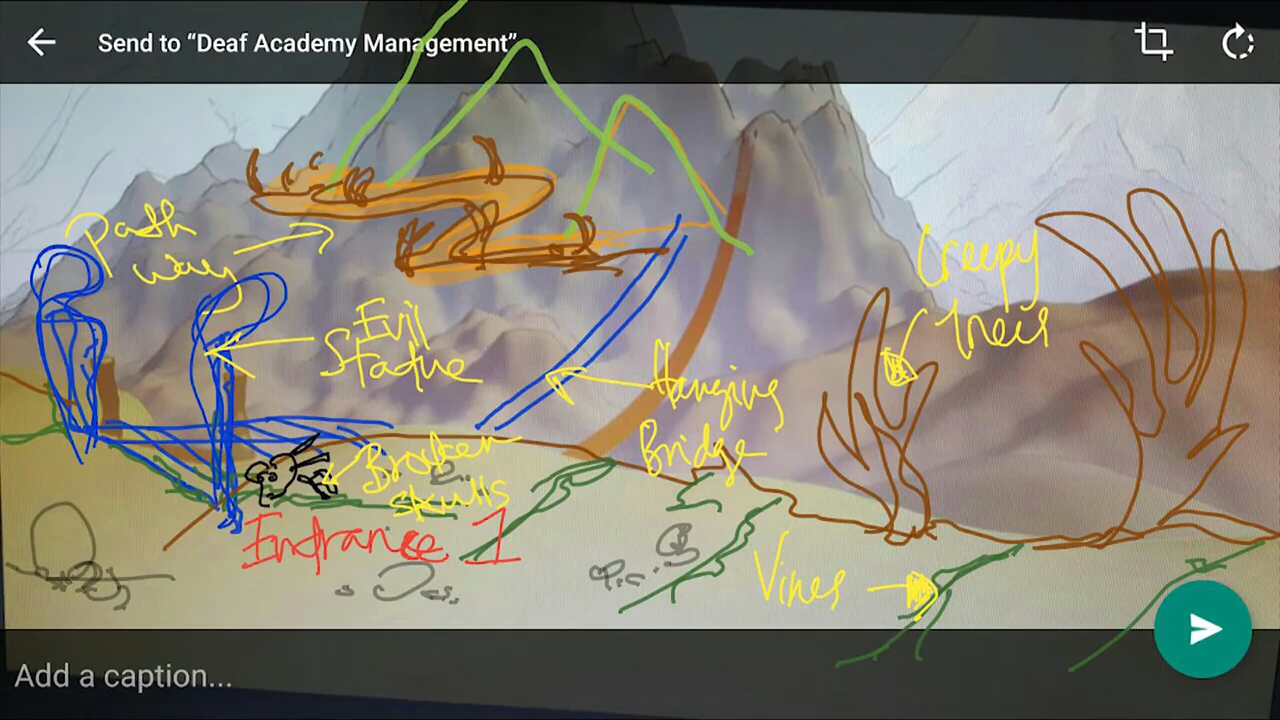 Send to “Deaf Academy Management”
Path
way
Creepy
trees
Evil
Statue
Hanging
Bridge
Broken
skulls
Entrance 1
Vines
Add a caption...